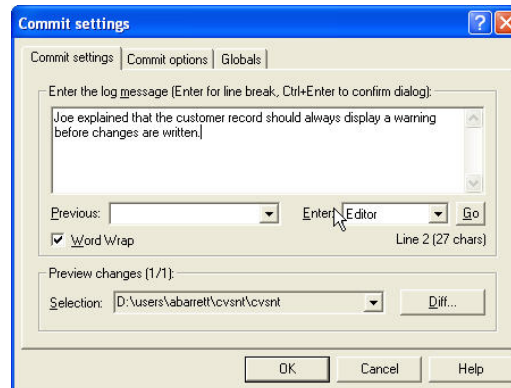 Commit settings
Commit settings Commit options Globals
Enter the log message (Enter for line break, Ctrl+Enter to confirm dialog):
Joe explained that the customer record should always display a warning
before changes are written.
Previous: Enter: Editor Go
Word Wrap Line 2 (27 chars)
Preview changes (1/1):
Selection: D:\users\abarrett\cvsnt\cvsnt Diff...
OK Cancel Help